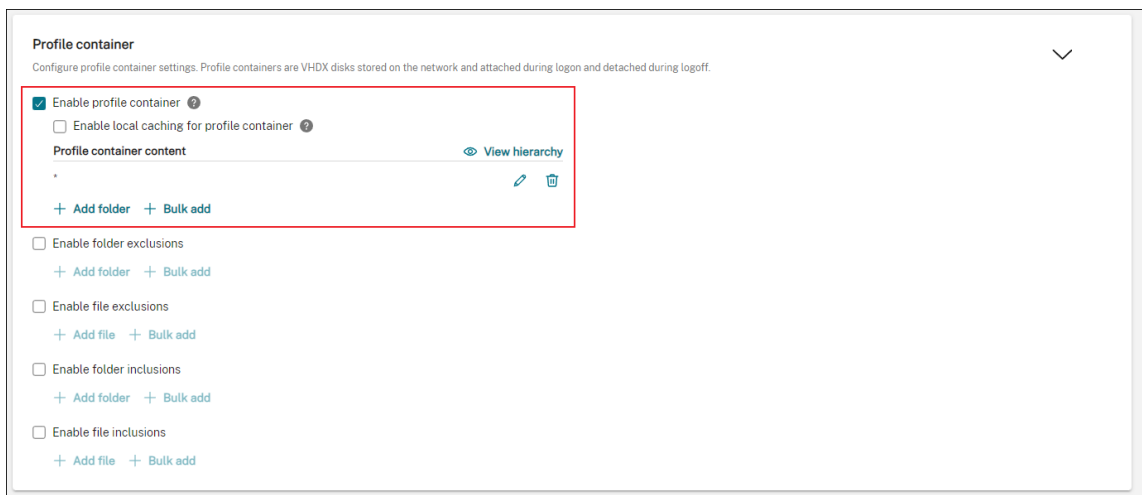 Profile container
Configure profile container settings. Profile containers are VHDX disks stored on the network and attached during logon and detached during logoff.
Enable profile container ?
Enable local caching for profile container ?
Profile container content View hierarchy
*
+ Add folder + Bulk add
Enable folder exclusions
+ Add folder + Bulk add
Enable file exclusions
+ Add file + Bulk add
Enable folder inclusions
+ Add folder + Bulk add
Enable file inclusions
+ Add file + Bulk add